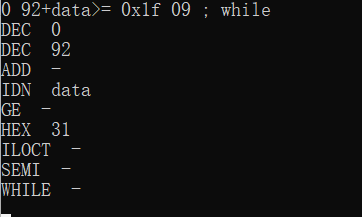 0 92+data>= 0x1f 09 ; while
DEC 0
DEC 92
ADD -
IDN data
GE -
HEX 31
ILOCT -
SEMI -
WHILE -